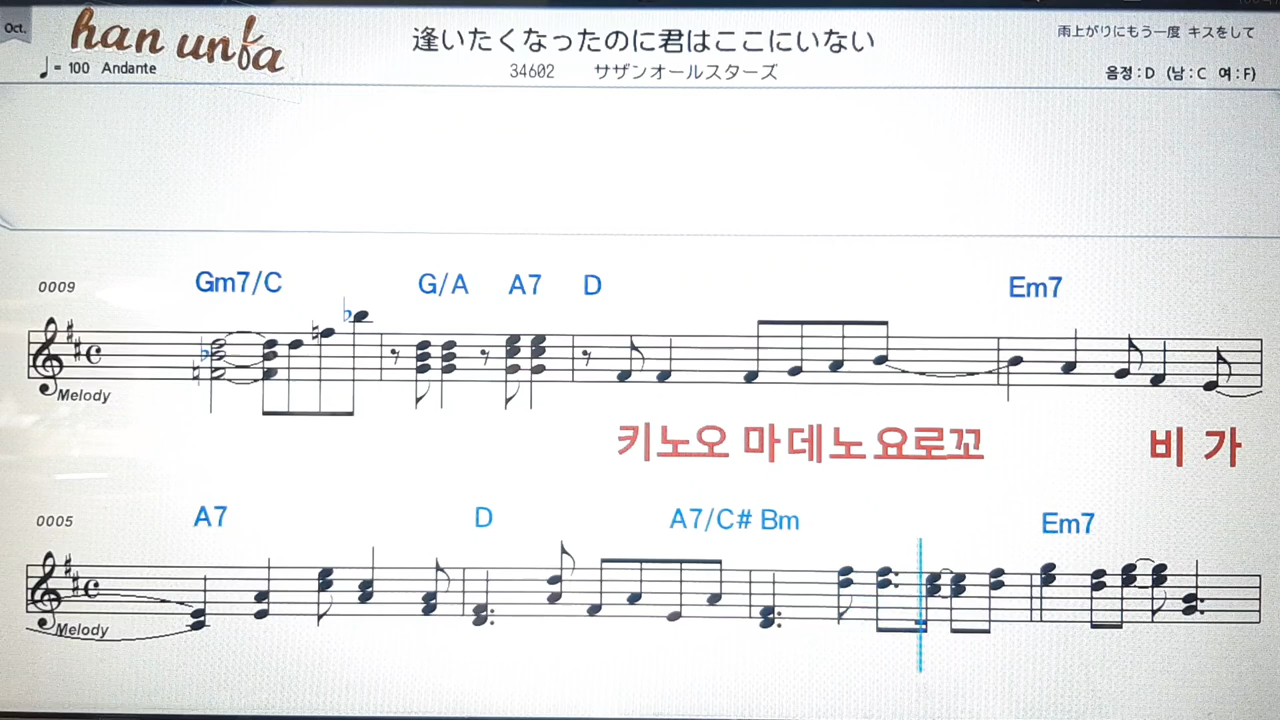 Oct.
han unba
♩= 100 Andante
逢いたくなったのに君はここにいない
34602 サザンオールスターズ
雨上がりにもう一度 キスをして
음정 : D (남 : C 여 : F)
0009
Gm7/C G/A A7 D Em7
Melody
키노오 마데노요로꼬 비가
0005
A7 D A7/C# Bm Em7
Melody